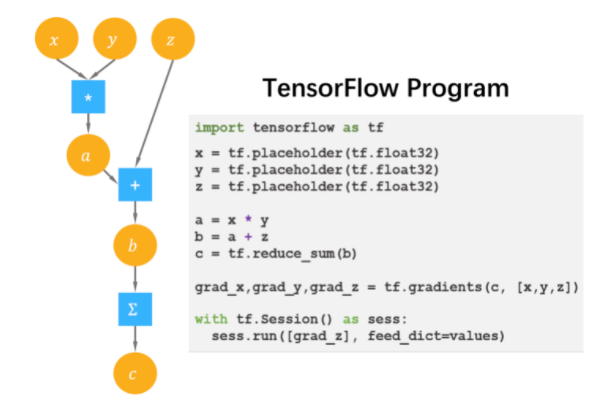 x y z
*
TensorFlow Program
import tensorflow as tf
x = tf.placeholder(tf.float32)
a
y = tf.placeholder(tf.float32)
z = tf.placeholder(tf.float32)
+
a = x * y
b = a + z
b
c = tf.reduce_sum(b)
grad_x,grad_y,grad_z = tf.gradients(c, [x,y,z])
Σ
with tf.Session() as sess:
sess.run([grad_z], feed_dict=values)
c